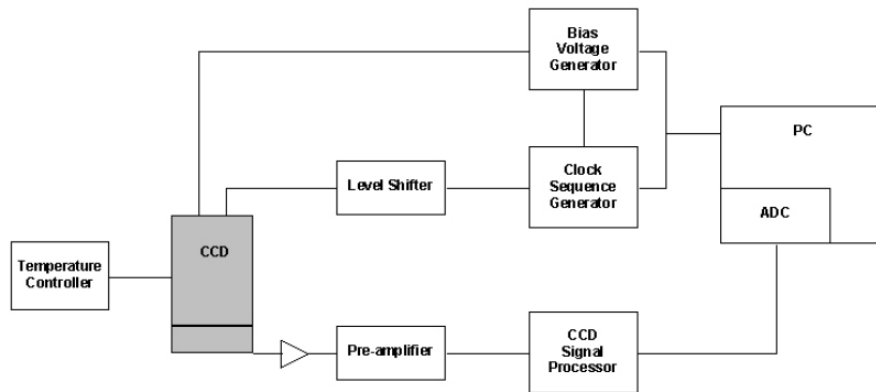 Bias
Voltage
Generator
PC
Level Shifter
Clock
Sequence
Generator
ADC
CCD
Temperature
Controller
Pre-amplifier
CCD
Signal
Processor